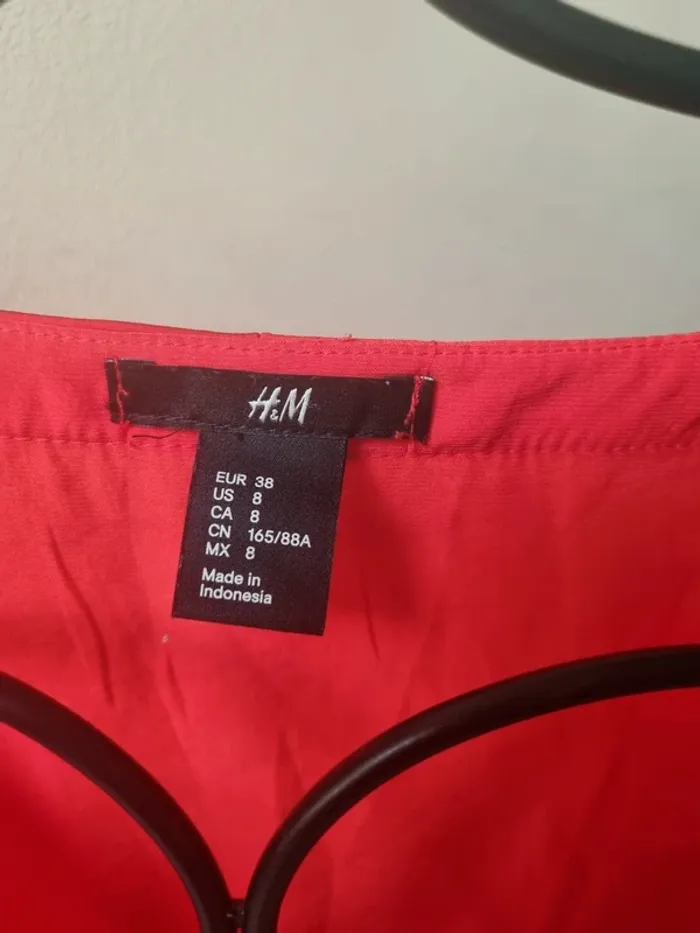 H&M
EUR 38
US 8
CA 8
CN 165/88A
MX 8
Made in
Indonesia